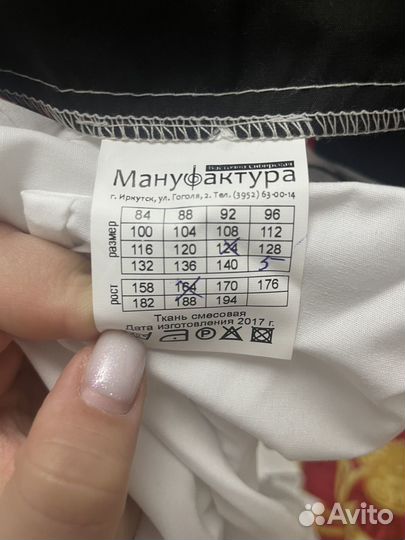 Восточно-Сибирская
Мануфактура
г. Иркутск, ул. Гоголя, 2. Тел. (3952) 63-00-14
размер
84 88 92 96
100 104 108 112
116 120 124 128
132 136 140 5
рост
158 164 170 176
182 188 194
Ткань смесовая
Дата изготовления 2017 г.
Avito